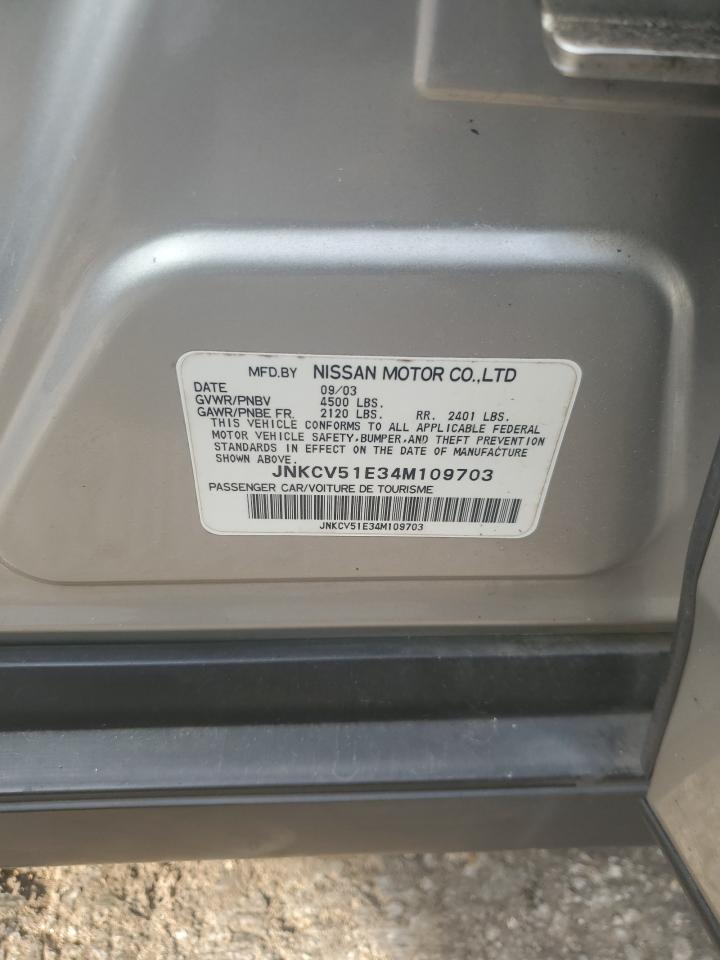 MFD.BY NISSAN MOTOR CO.,LTD
DATE 09/03
GVWR/PNBV 4500 LBS.
GAWR/PNBE FR. 2120 LBS. RR. 2401 LBS.
THIS VEHICLE CONFORMS TO ALL APPLICABLE FEDERAL
MOTOR VEHICLE SAFETY,BUMPER,AND THEFT PREVENTION
STANDARDS IN EFFECT ON THE DATE OF MANUFACTURE
SHOWN ABOVE. JNKCV51E34M109703
PASSENGER CAR/VOITURE DE TOURISME
JNKCV51E34M109703